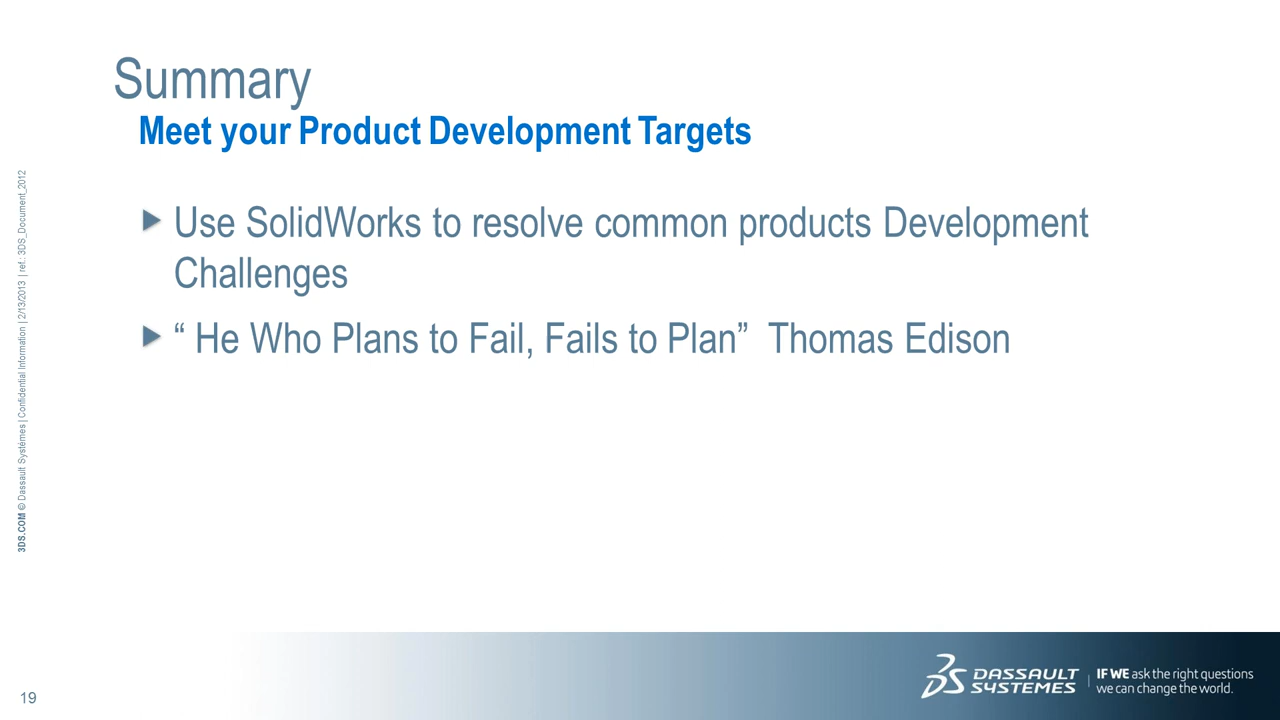 Summary
Meet your Product Development Targets
Use SolidWorks to resolve common products Development
Challenges
“ He Who Plans to Fail, Fails to Plan”  Thomas Edison
3DS.COM © Dassault Systèmes | Confidential Information | 2/13/2013 | ref.: 3DS_Document_2012
19
DASSAULT
SYSTEMES
IF WE ask the right questions
we can change the world.